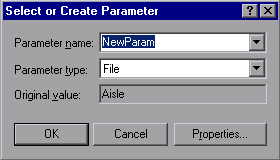 Select or Create Parameter
Parameter name: NewParam
Parameter type: File
Original value: Aisle
OK Cancel Properties...